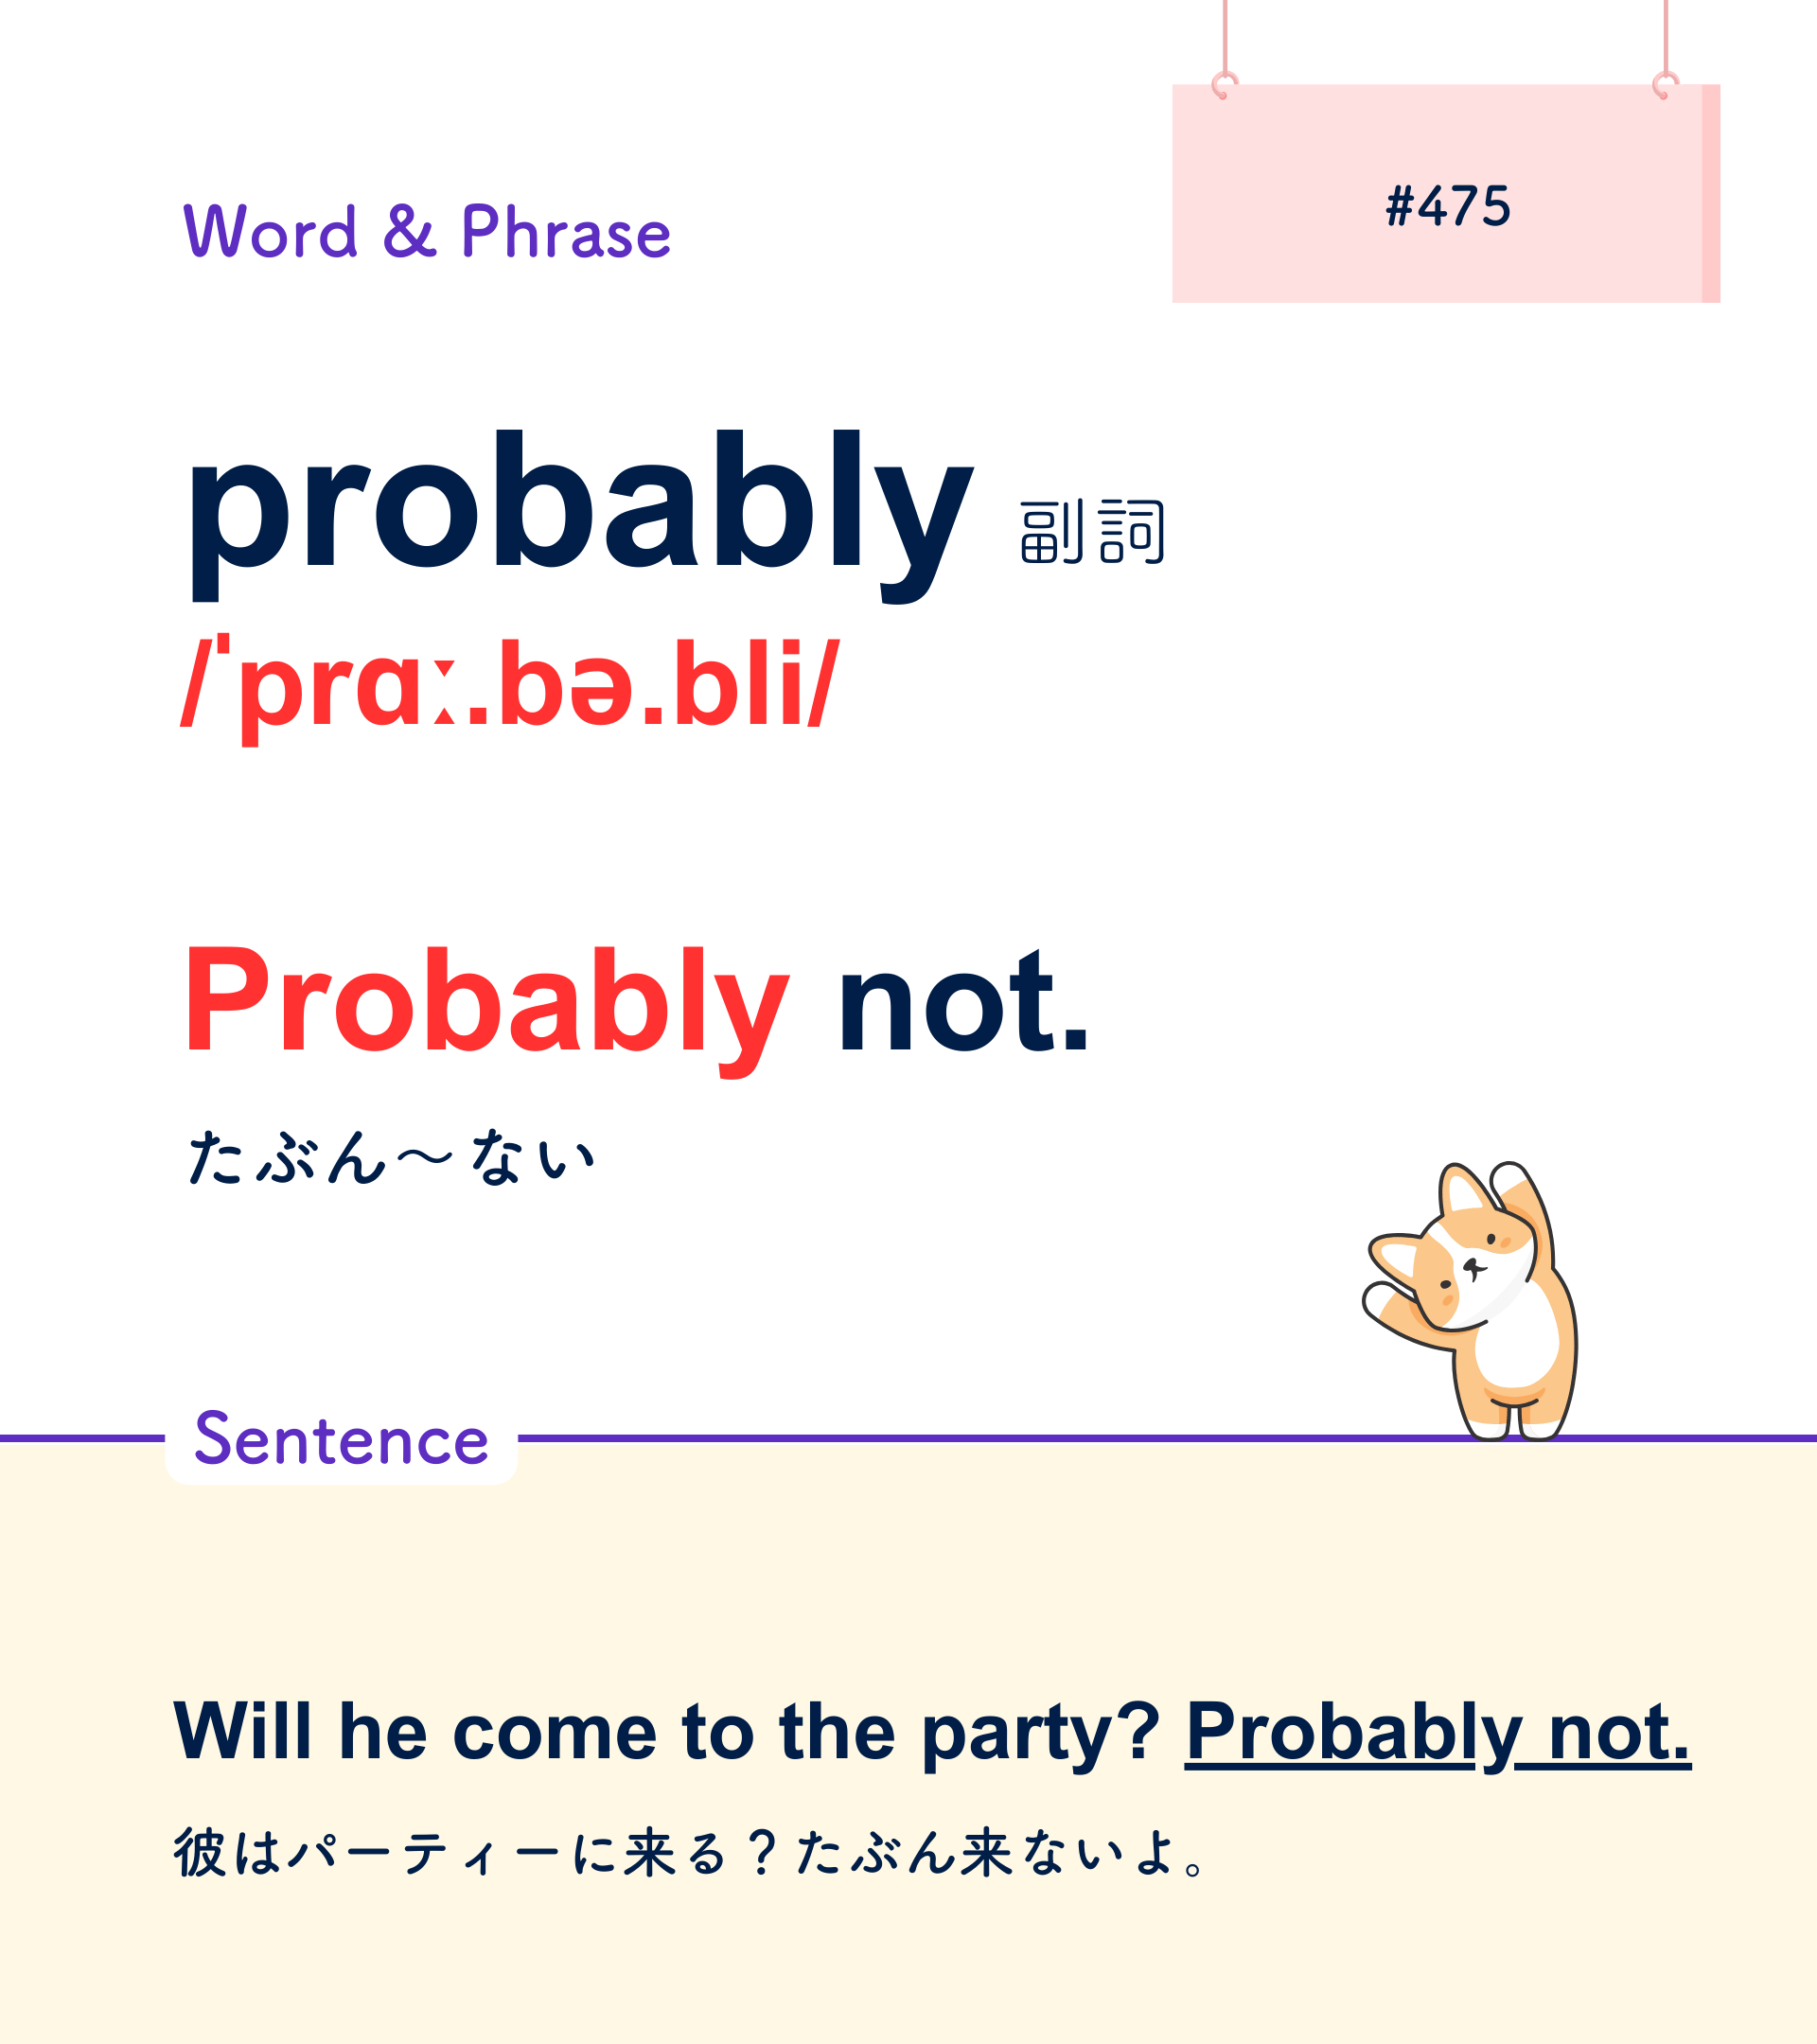 Word & Phrase
#475
probably 副詞
/ˈprɑː.bə.bli/
Probably not.
たぶん〜ない
Sentence
Will he come to the party? Probably not.
彼はパーティーに来る？たぶん来ないよ。